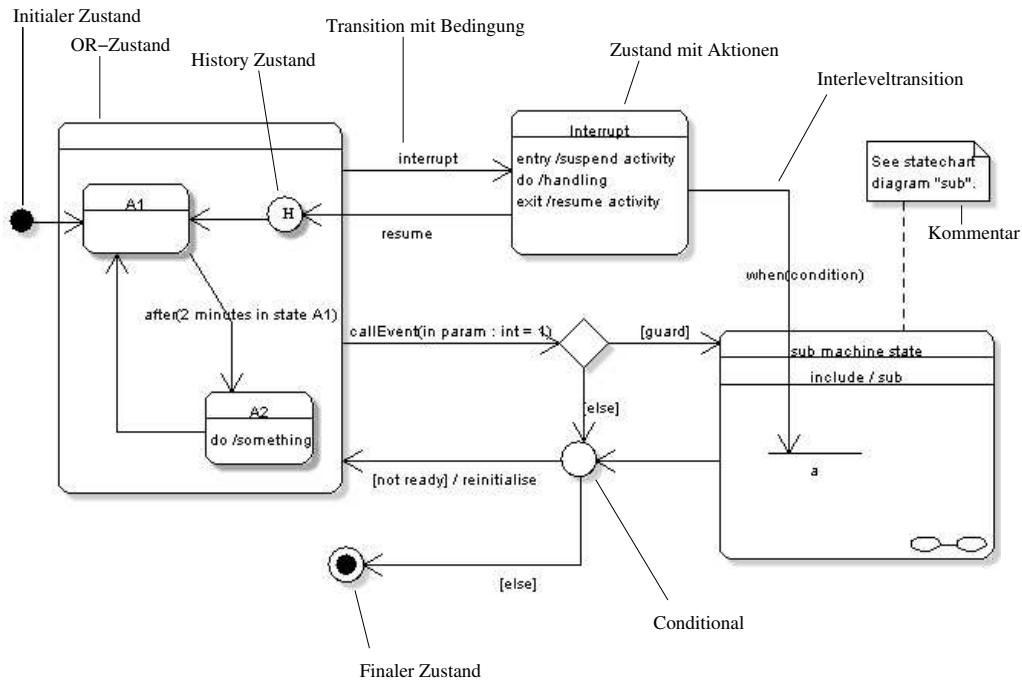 Initialer Zustand
OR−Zustand
Transition mit Bedingung
History Zustand
Zustand mit Aktionen
Interleveltransition
Interrupt
entry /suspend activity
do /handling
exit /resume activity
interrupt
See statechart
diagram "sub".
A1
H
resume
Kommentar
when(condition)
after(2 minutes in state A1)
callEvent(in param : int = 1)
[guard]
sub machine state
include / sub
A2
do /something
[else]
a
[not ready] / reinitialise
[else]
Conditional
Finaler Zustand